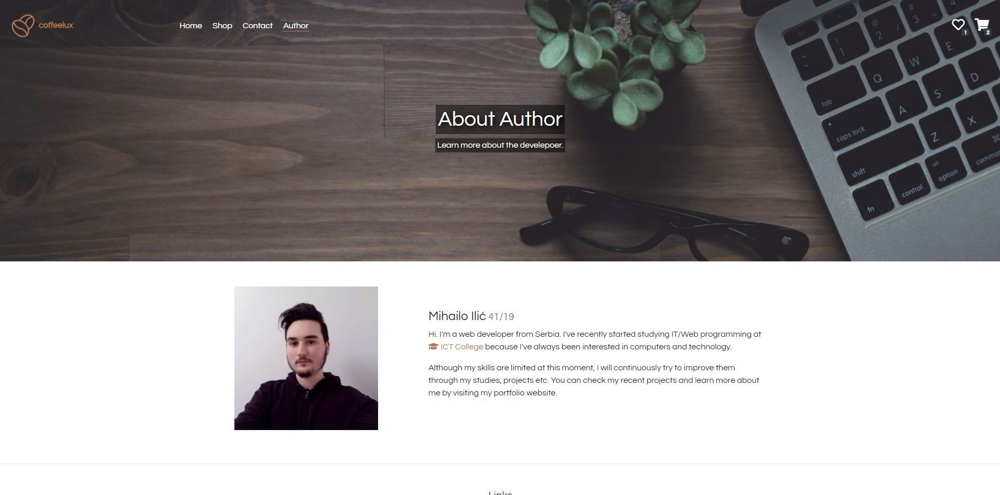 coffeelux
Home Shop Contact Author
1
2
esc
~
!
1
@
2
#
3
4
tab
Q
W
E
caps lock
A
S
D
shift
Z
X
fn
control
alt
option
⌘
About Author
Learn more about the develepoer.
Mihailo Ilić 41/19
Hi. I'm a web developer from Serbia. I've recently started studying IT/Web programming at
ICT College because I've always been interested in computers and technology.
Although my skills are limited at this moment, I will continuously try to improve them
through my studies, projects etc. You can check my recent projects and learn more about
me by visiting my portfolio website.
Links